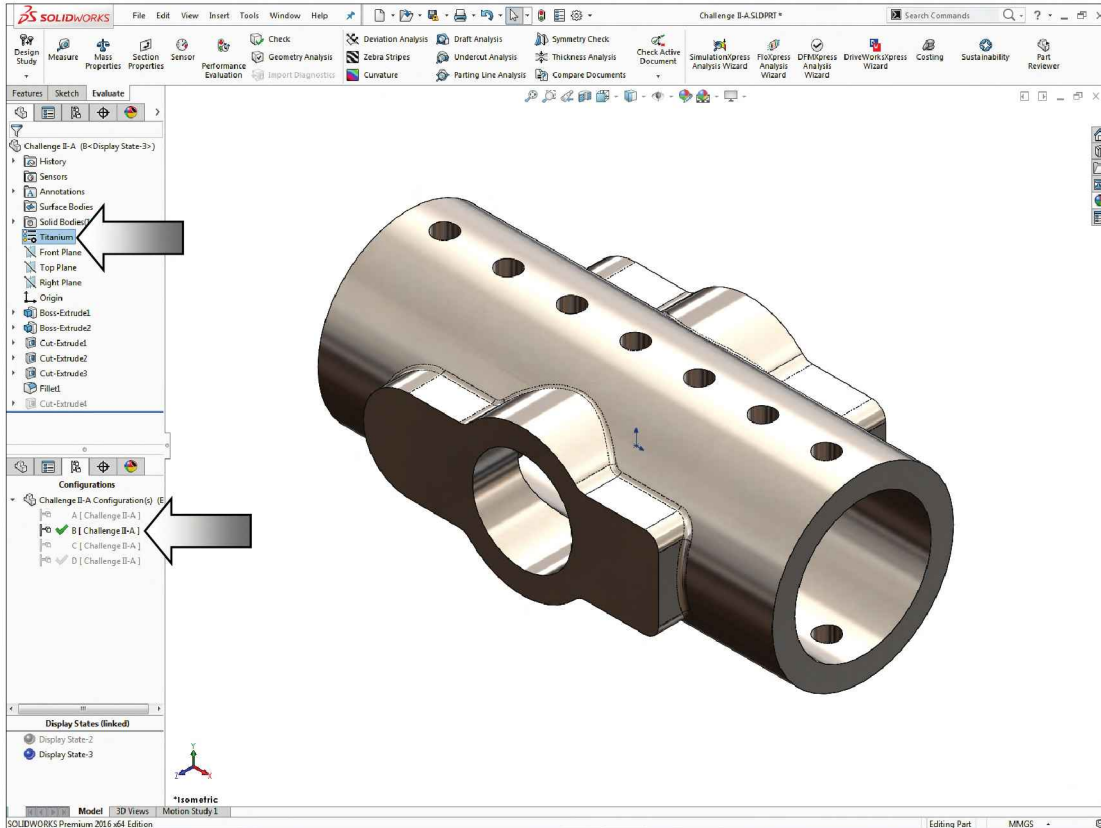 SOLIDWORKS File Edit View Insert Tools Window Help Challenge II-A.SLDPRT * Search Commands
Design Study
Measure
Mass Properties
Section Properties
Sensor
Performance Evaluation
Check
Geometry Analysis
Import Diagnostics
Deviation Analysis
Zebra Stripes
Curvature
Draft Analysis
Undercut Analysis
Parting Line Analysis
Symmetry Check
Thickness Analysis
Compare Documents
Check Active Document
SimulationXpress Analysis Wizard
FloXpress Analysis Wizard
DFMXpress Analysis Wizard
DriveWorksXpress Wizard
Costing
Sustainability
Part Reviewer
Features Sketch Evaluate
Challenge II-A (B<Display State-3>)
History
Sensors
Annotations
Surface Bodies
Solid Bodies
Titanium
Front Plane
Top Plane
Right Plane
Origin
Boss-Extrude1
Boss-Extrude2
Cut-Extrude1
Cut-Extrude2
Cut-Extrude3
Fillet1
Cut-Extrude4
Configurations
Challenge II-A Configuration(s)
A [ Challenge II-A ]
B [ Challenge II-A ]
C [ Challenge II-A ]
D [ Challenge II-A ]
Display States (linked)
Display State-2
Display State-3
Y
Z X
*Isometric
Model 3D Views Motion Study 1
SOLIDWORKS Premium 2016 x64 Edition Editing Part MMGS